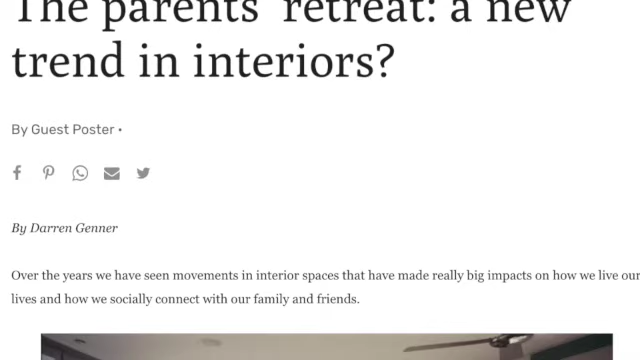 The parents' retreat: a new
trend in interiors?
By Guest Poster •
By Darren Genner
Over the years we have seen movements in interior spaces that have made really big impacts on how we live our
lives and how we socially connect with our family and friends.